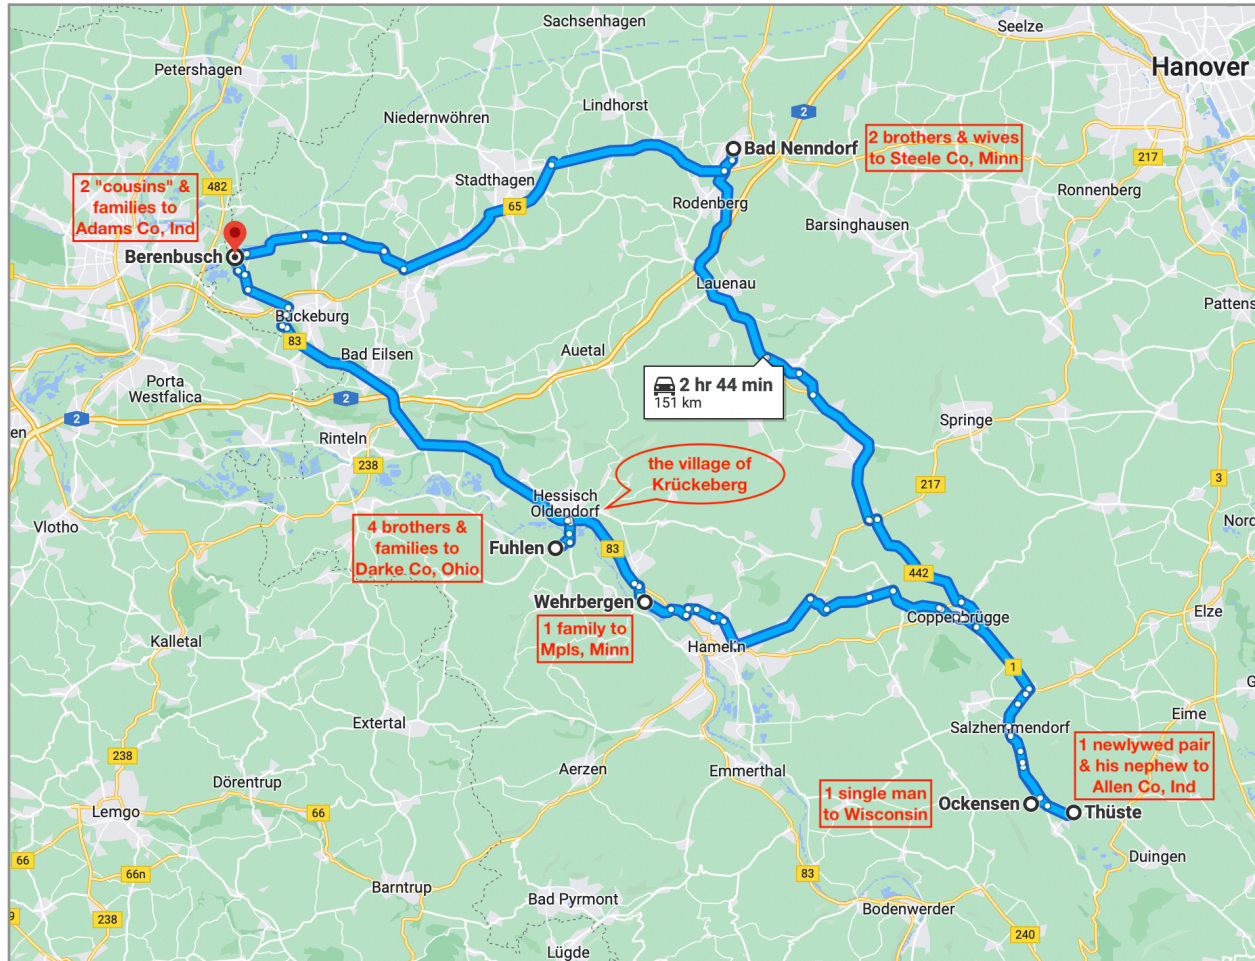 Sachsenhagen
Seelze
Hanover
Petershagen
Lindhorst
2
Niedernwöhren
2 brothers & wives
to Steele Co, Minn
Bad Nenndorf
217
482
Stadthagen
2 "cousins" &
families to
Adams Co, Ind
Ronnenberg
65
Rodenberg
Barsinghausen
Berenbusch
Lauenau
Pattens
Bückeburg
83
Bad Eilsen
Auetal
Porta
Westfalica
2 hr 44 min
151 km
2
2
en
Springe
Rinteln
238
the village of
Krückeberg
3
217
Hessisch
Oldendorf
Vlotho
Nord
4 brothers &
families to
Darke Co, Ohio
Fuhlen
83
442
Wehrbergen
1 family to
Mpls, Minn
Coppenbrügge
Elze
Kalletal
Hamelin
1
G
Extertal
Salzhemmendorf
Eime
1 newlywed pair
& his nephew to
Allen Co, Ind
238
Aerzen
Emmerthal
Dörentrup
1 single man
to Wisconsin
Ockensen
Thüste
Lemgo
66
66
Duingen
66n
83
Barntrup
Bad Pyrmont
Bodenwerder
9
238
240
Lügde